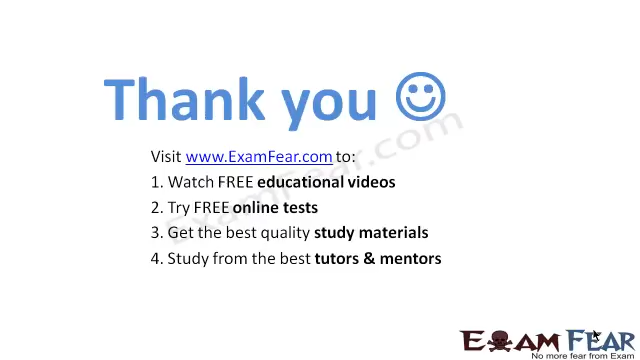 Thank you ☺
Visit www.ExamFear.com to:
1. Watch FREE educational videos
2. Try FREE online tests
3. Get the best quality study materials
4. Study from the best tutors & mentors
ExamFear.com
EXAM FEAR
No more fear from Exam